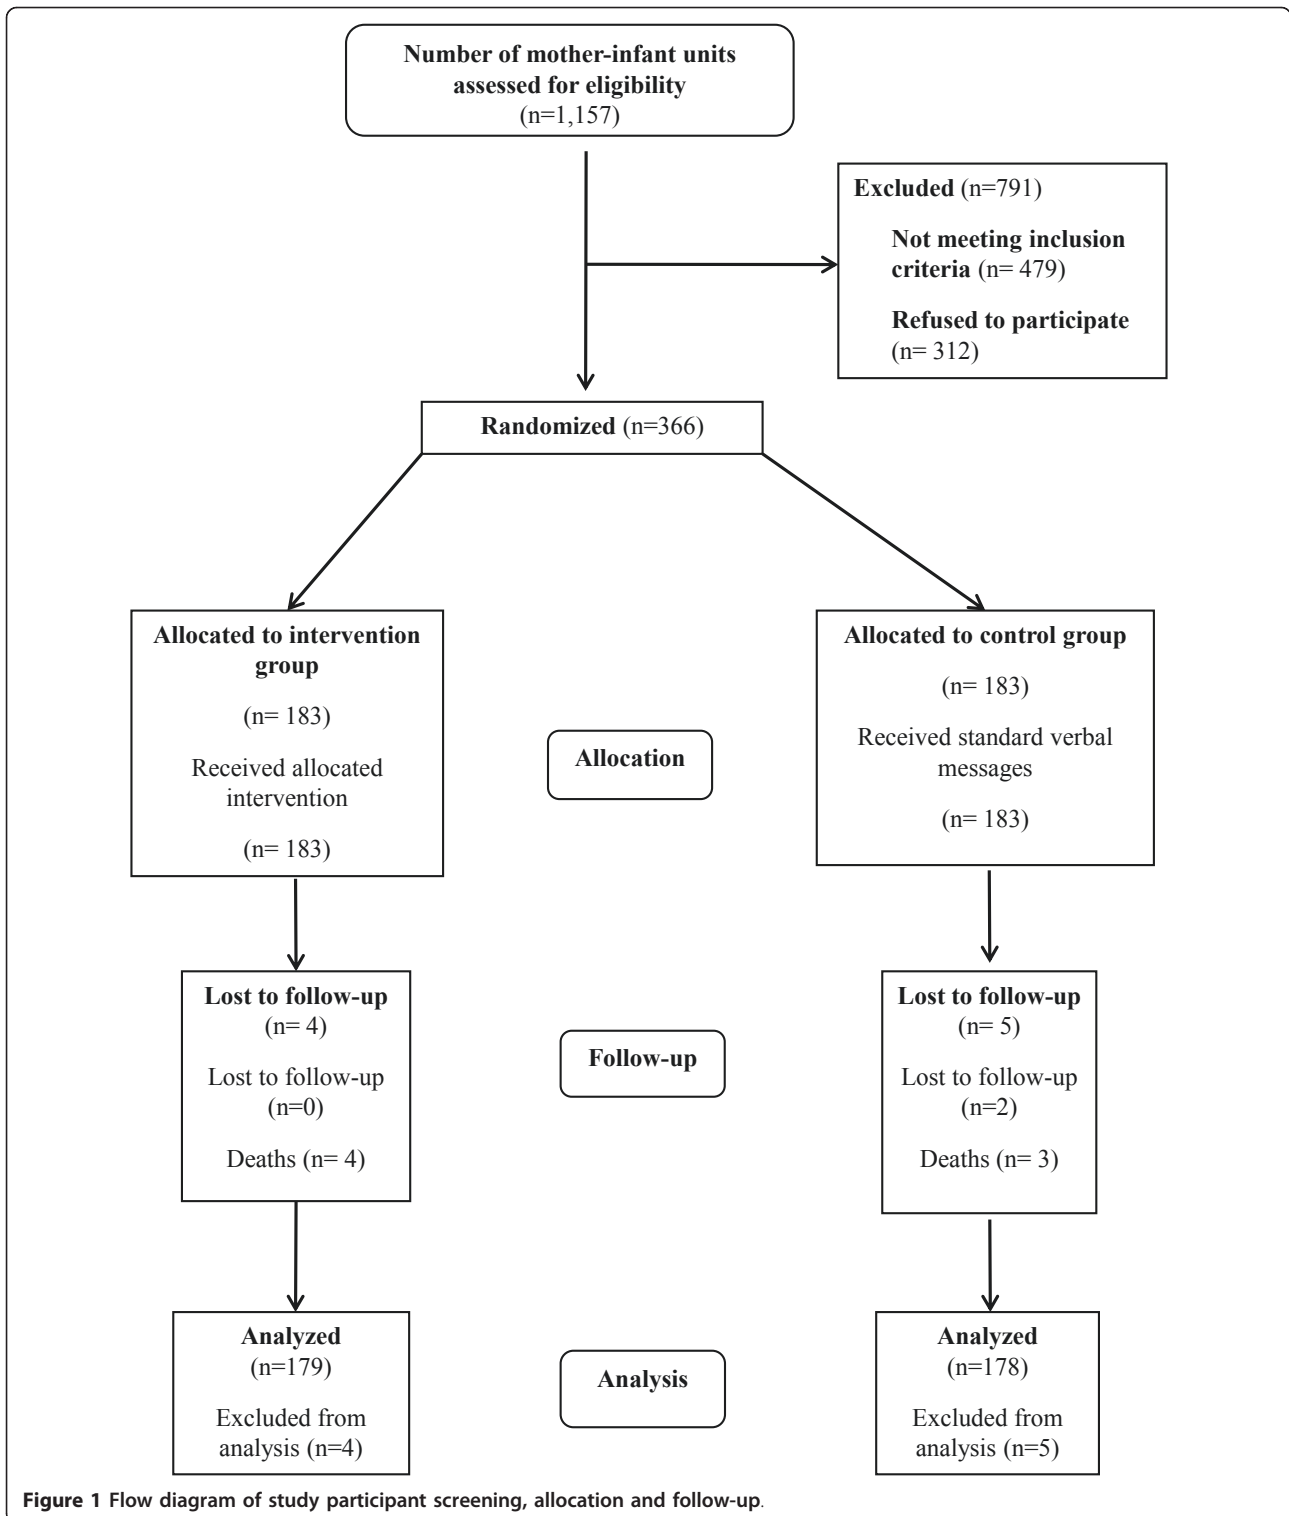 Number of mother-infant units
assessed for eligibility
(n=1,157)
Excluded (n=791)
Not meeting inclusion
criteria (n= 479)
Refused to participate
(n= 312)
Randomized (n=366)
Allocated to intervention
group
(n= 183)
Received allocated
intervention
(n= 183)
Allocation
Allocated to control group
(n= 183)
Received standard verbal
messages
(n= 183)
Lost to follow-up
(n= 4)
Lost to follow-up
(n=0)
Deaths (n= 4)
Follow-up
Lost to follow-up
(n= 5)
Lost to follow-up
(n=2)
Deaths (n= 3)
Analyzed
(n=179)
Excluded from
analysis (n=4)
Analysis
Analyzed
(n=178)
Excluded from
analysis (n=5)
Figure 1 Flow diagram of study participant screening, allocation and follow-up.